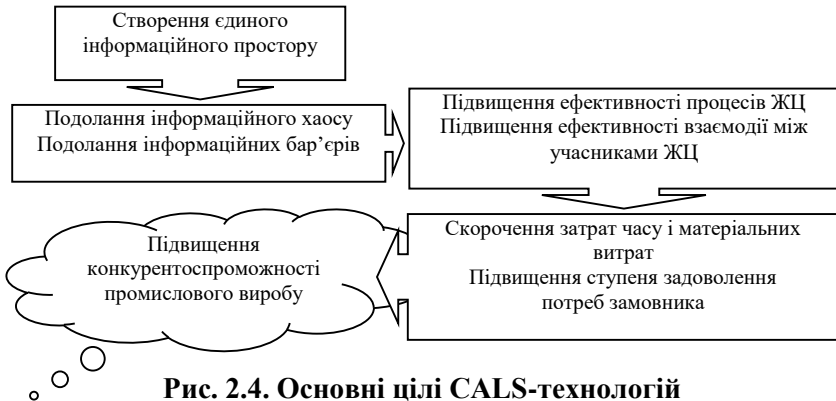 Створення єдиного
інформаційного простору
Подолання інформаційного хаосу
Подолання інформаційних бар’єрів
Підвищення ефективності процесів ЖЦ
Підвищення ефективності взаємодії між
учасниками ЖЦ
Скорочення затрат часу і матеріальних
витрат
Підвищення ступеня задоволення
потреб замовника
Підвищення
конкурентоспроможності
промислового виробу
Рис. 2.4. Основні цілі CALS-технологій